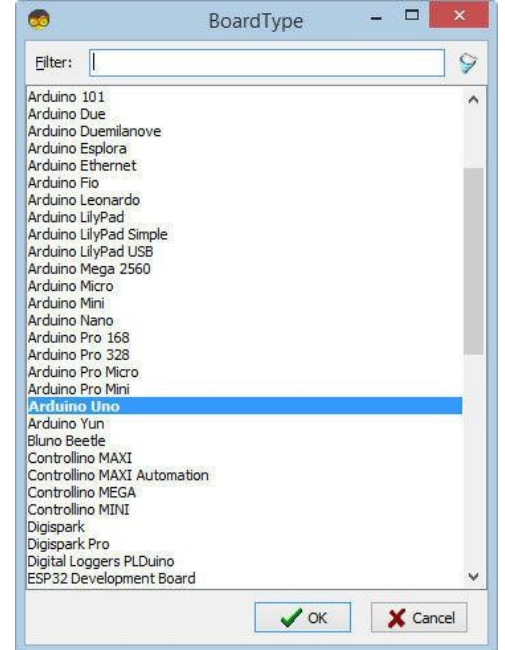 BoardType
Filter:
Arduino 101
Arduino Due
Arduino Duemilanove
Arduino Esplora
Arduino Ethernet
Arduino Fio
Arduino Leonardo
Arduino LilyPad
Arduino LilyPad Simple
Arduino LilyPad USB
Arduino Mega 2560
Arduino Micro
Arduino Mini
Arduino Nano
Arduino Pro 168
Arduino Pro 328
Arduino Pro Micro
Arduino Pro Mini
Arduino Uno
Arduino Yun
Bluno Beetle
Controllino MAXI
Controllino MAXI Automation
Controllino MEGA
Controllino MINI
Digispark
Digispark Pro
Digital Loggers PLDuino
ESP32 Development Board
OK Cancel